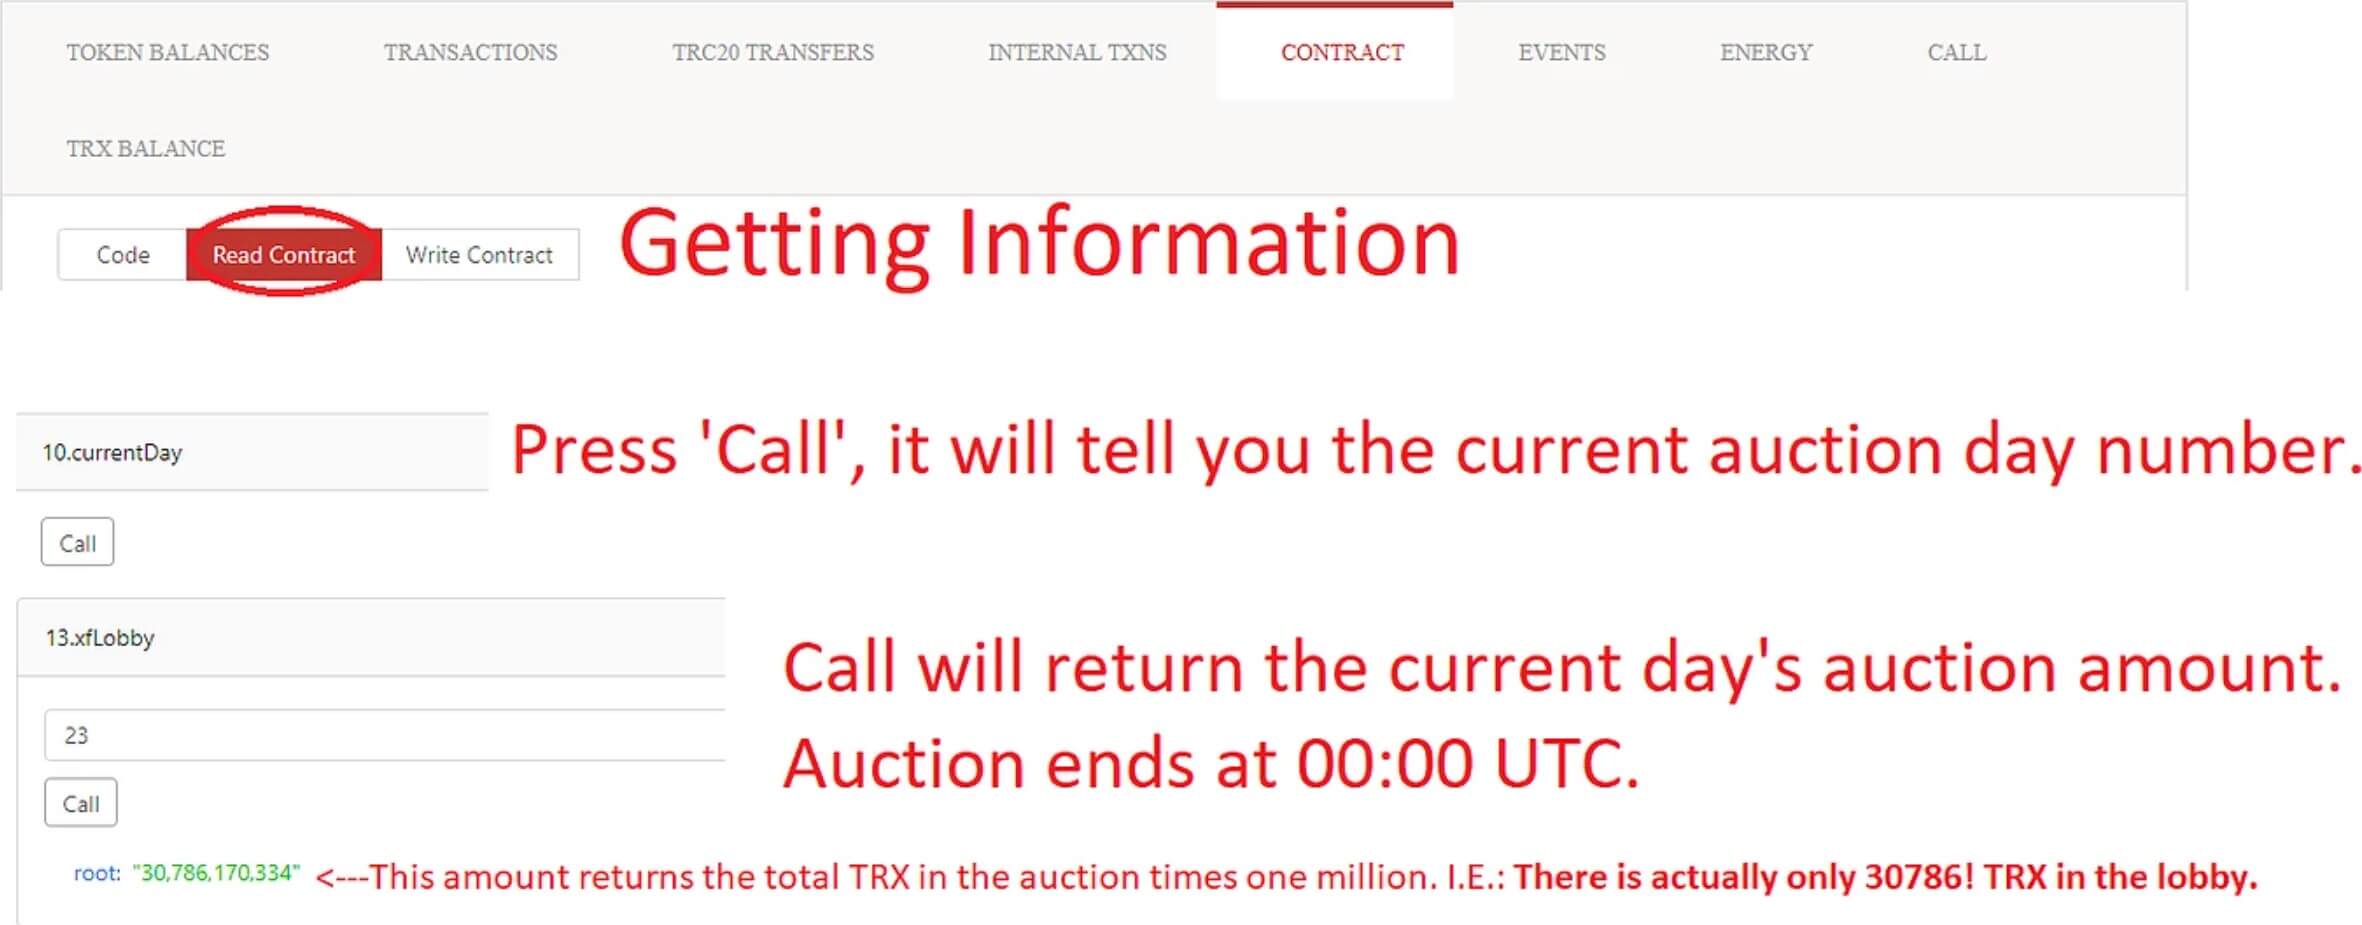 TOKEN BALANCES TRANSACTIONS TRC20 TRANSFERS INTERNAL TXNS CONTRACT EVENTS ENERGY CALL
TRX BALANCE
Code Read Contract Write Contract Getting Information
10.currentDay Press 'Call', it will tell you the current auction day number.
Call
13.xfLobby
Call will return the current day's auction amount.
23
Auction ends at 00:00 UTC.
Call
root: "30,786,170,334" <---This amount returns the total TRX in the auction times one million. I.E.: There is actually only 30786! TRX in the lobby.